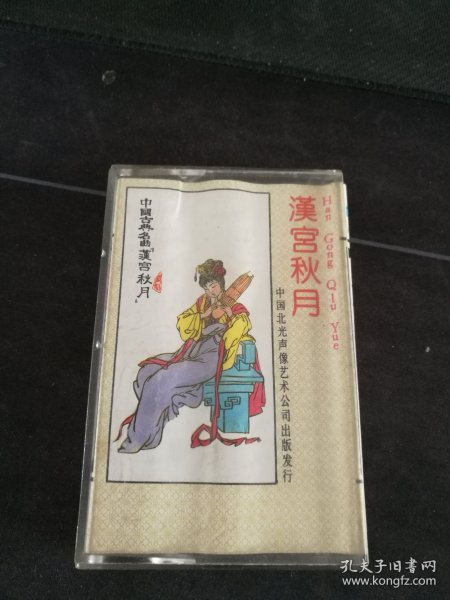 漢宮秋月
Han Gong Qiu Yue
中国北光声像艺术公司出版发行
中國古典名曲《漢宮秋月》
孔夫子旧书网
www.kongfz.com